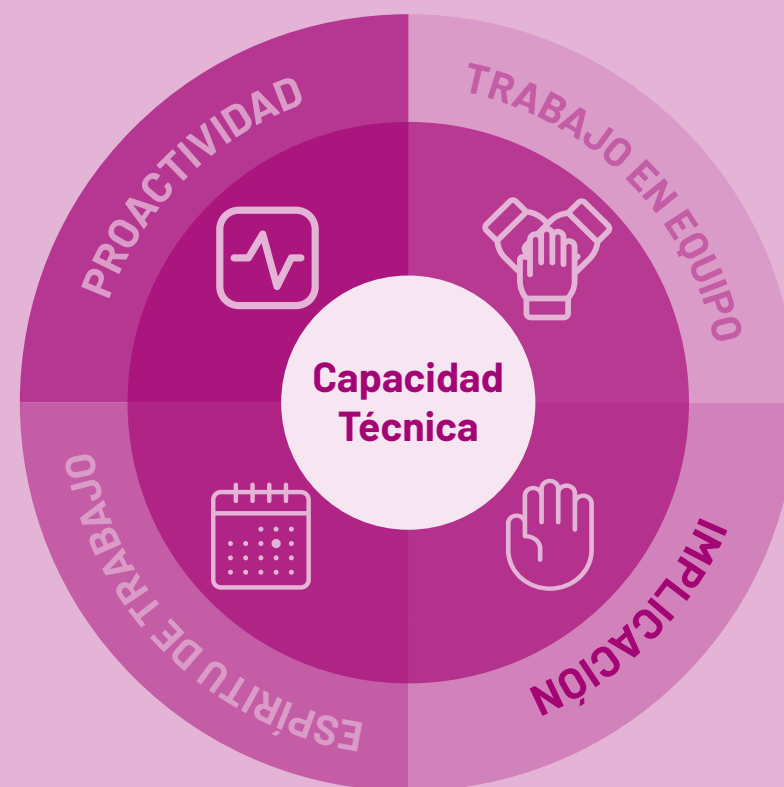 PROACTIVIDAD
TRABAJO EN EQUIPO
Capacidad
Técnica
ESPÍRITU DE TRABAJO
IMPLICACIÓN